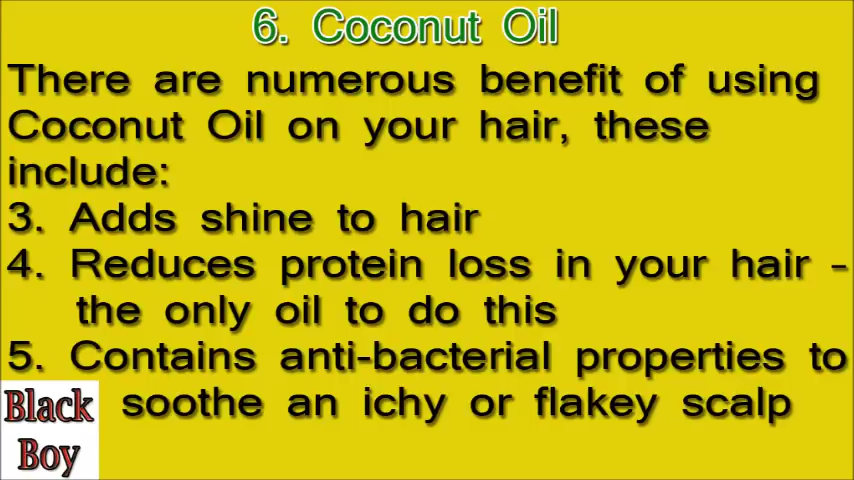 6. Coconut Oil
There are numerous benefit of using
Coconut Oil on your hair, these
include:
3. Adds shine to hair
4. Reduces protein loss in your hair -
the only oil to do this
5. Contains anti-bacterial properties to
soothe an ichy or flakey scalp
Black
Boy